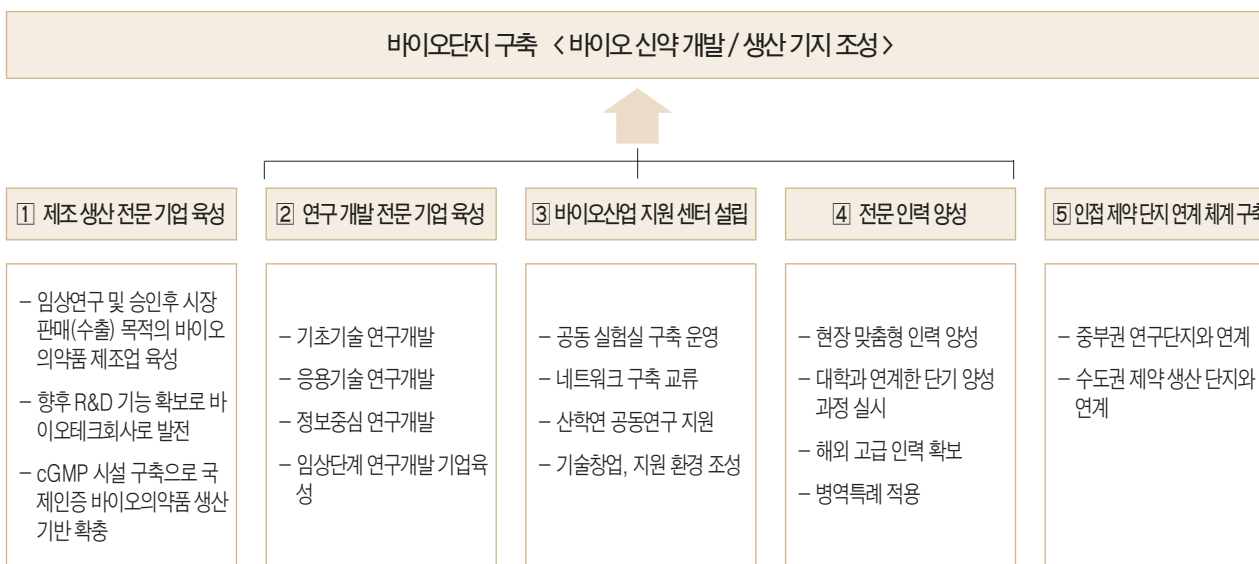 바이오단지 구축 < 바이오 신약 개발 / 생산 기지 조성 >
1 제조 생산 전문 기업 육성
2 연구 개발 전문 기업 육성
3 바이오산업 지원 센터 설립
4 전문 인력 양성
5 인접 제약 단지 연계 체계 구축
– 임상연구 및 승인후 시장
판매(수출) 목적의 바이오
의약품 제조업 육성
– 향후 R&D 기능 확보로 바
이오테크회사로 발전
– cGMP 시설 구축으로 국
제인증 바이오의약품 생산
기반 확충
– 기초기술 연구개발
– 응용기술 연구개발
– 정보중심 연구개발
– 임상단계 연구개발 기업육
성
– 공동 실험실 구축 운영
– 네트워크 구축 교류
– 산학연 공동연구 지원
– 기술창업, 지원 환경 조성
– 현장 맞춤형 인력 양성
– 대학과 연계한 단기 양성
과정 실시
– 해외 고급 인력 확보
– 병역특례 적용
– 중부권 연구단지와 연계
– 수도권 제약 생산 단지와
연계